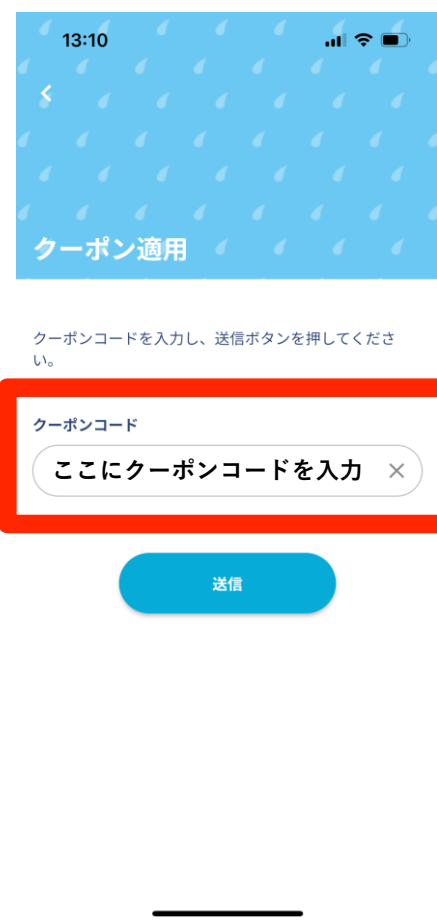 13:10
クーポン適用
クーポンコードを入力し、送信ボタンを押してくださ
い。
クーポンコード
ここにクーポンコードを入力
送信